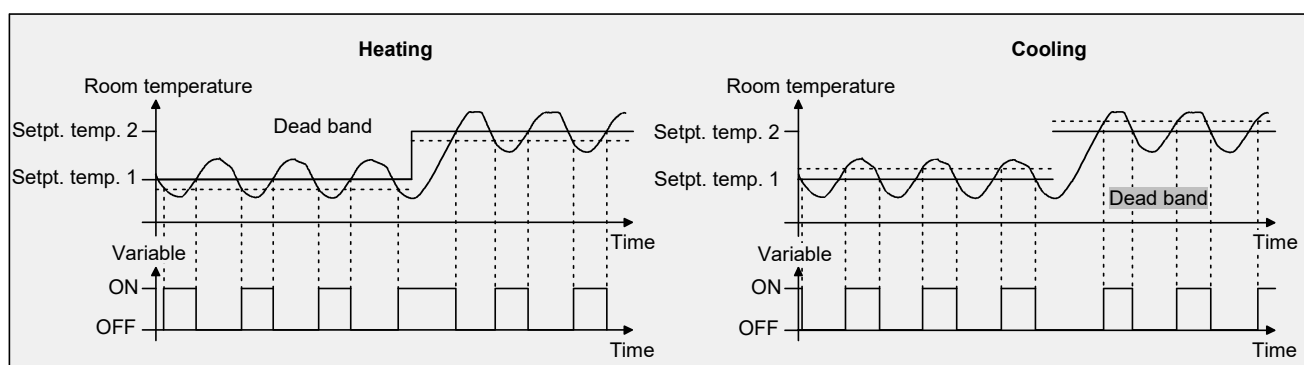 Heating
Room temperature
Dead band
Setpt. temp. 2
Setpt. temp. 1
Time
Variable
ON
OFF
Time
Cooling
Room temperature
Setpt. temp. 2
Setpt. temp. 1
Dead band
Time
Variable
ON
OFF
Time